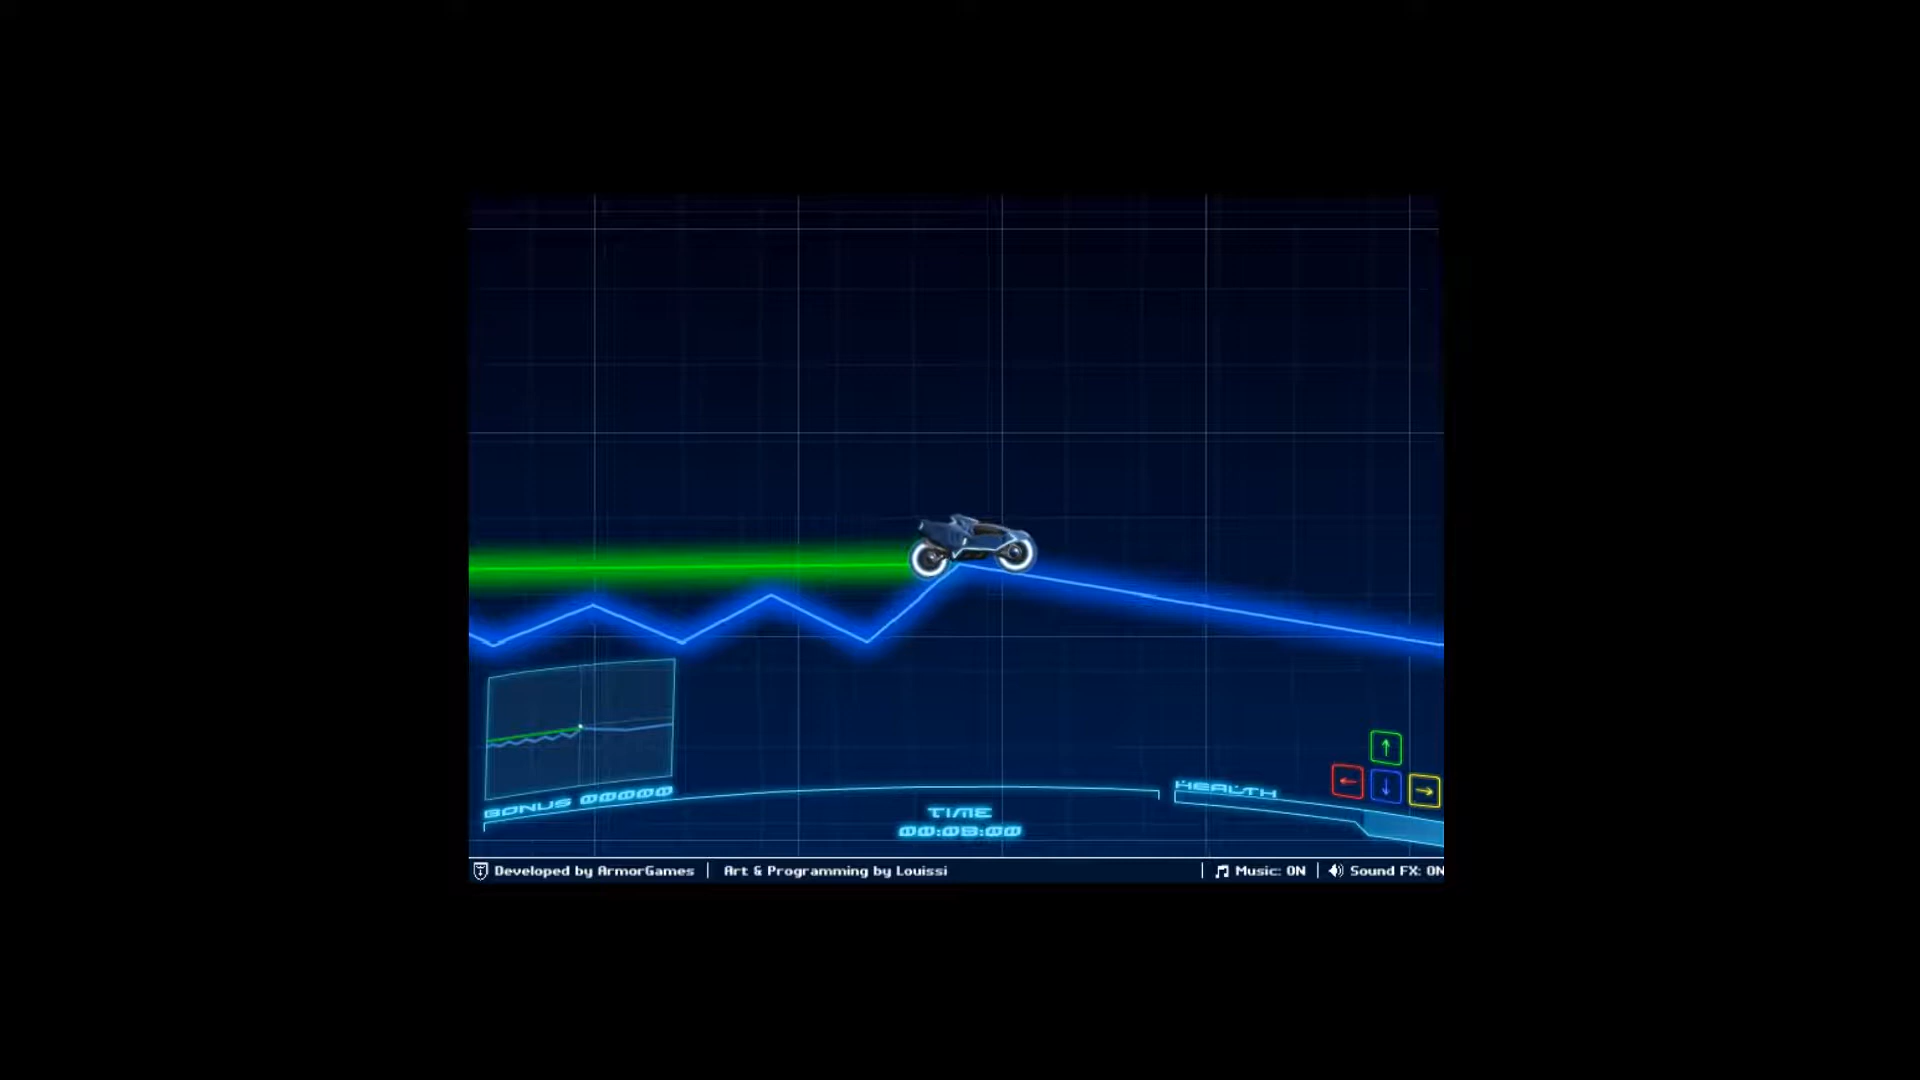 BONUS 00000
TIME
00:08:00
HEALTH
Developed by ArmorGames | Art & Programming by Louissi | Music: ON | Sound FX: ON